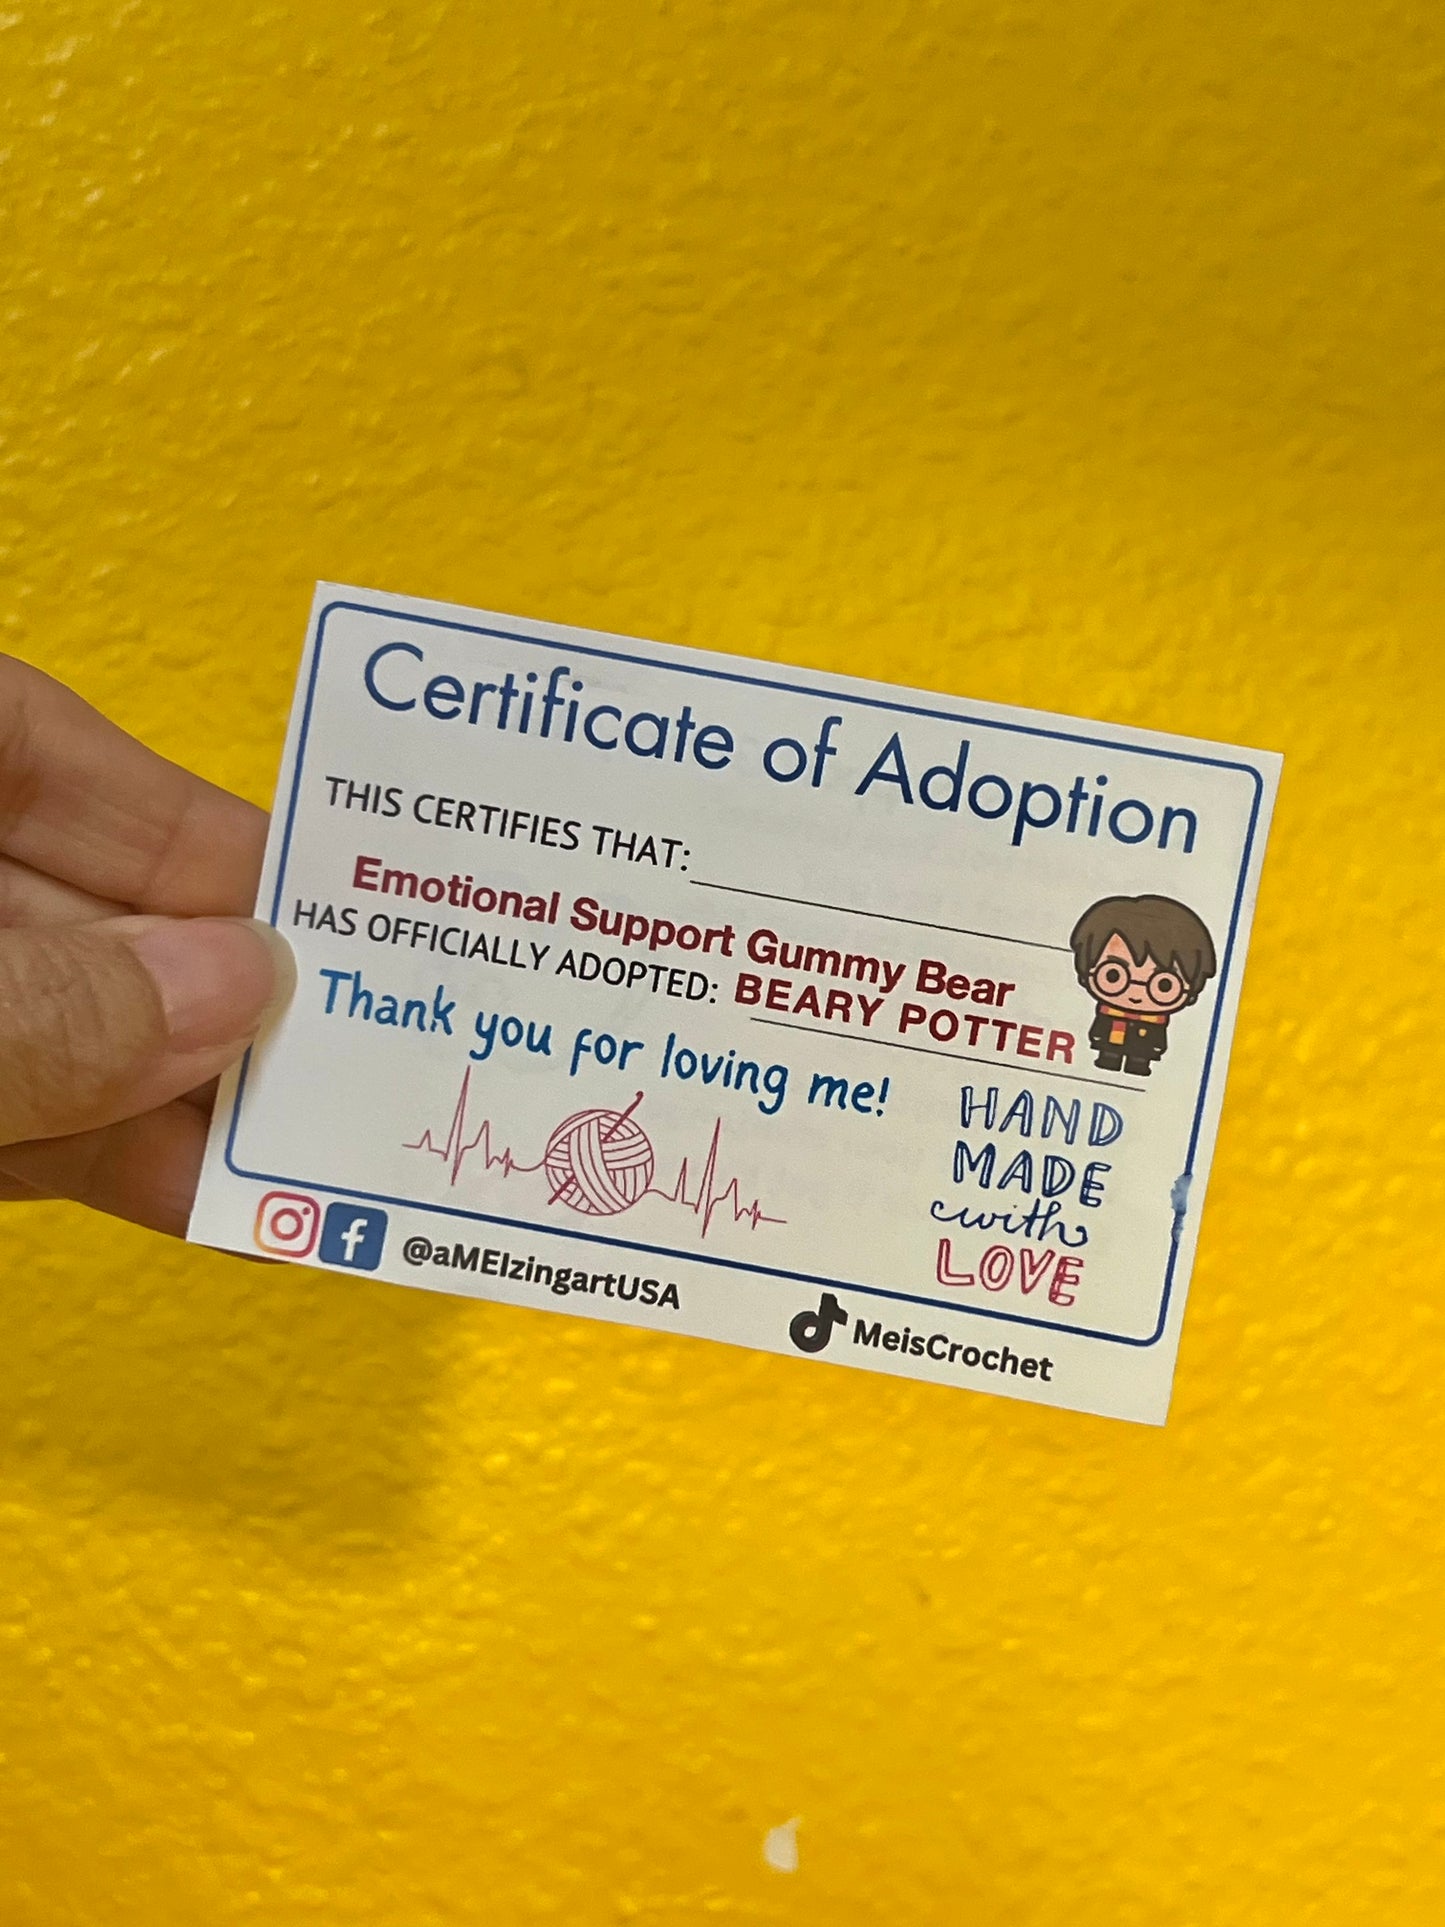 Certificate of Adoption
THIS CERTIFIES THAT:
Emotional Support Gummy Bear
HAS OFFICIALLY ADOPTED: BEARY POTTER
Thank you for loving me!
HAND
MADE
with
LOVE
@aMEIzingartUSA
MeisCrochet